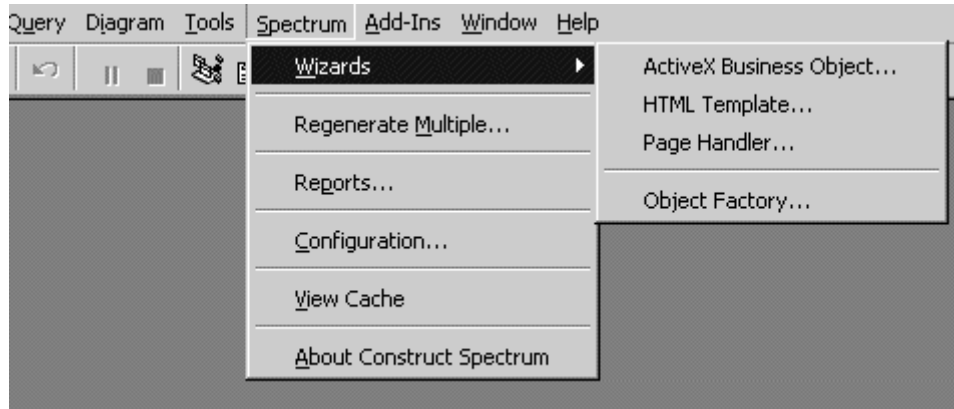 Query Diagram Tools Spectrum Add-Ins Window Help
Wizards
Regenerate Multiple...
Reports...
Configuration...
View Cache
About Construct Spectrum
ActiveX Business Object...
HTML Template...
Page Handler...
Object Factory...